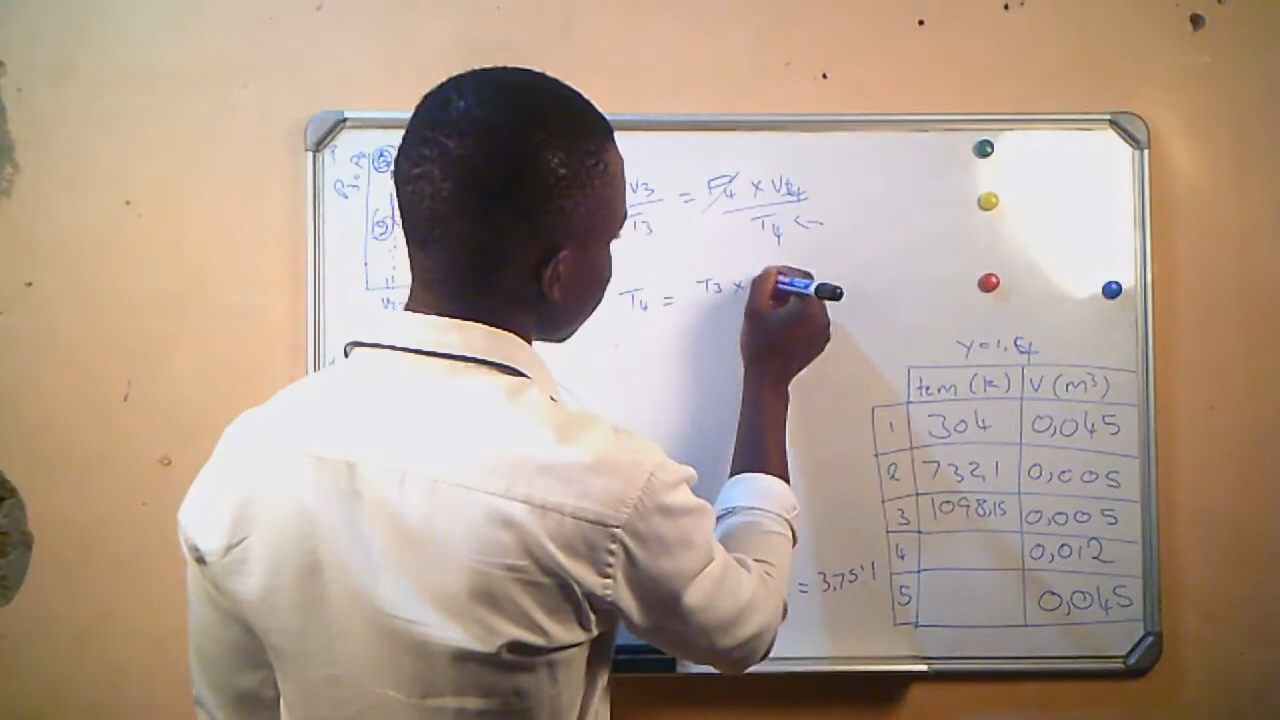 V3 / T3 = P4 x V4 / T4 ←
T4 = T3 x
γ = 1,4
tem (k) V (m³)
1 304 0,045
2 732,1 0,005
3 1098,15 0,005
4 0,012
5 0,045
= 3,75:1